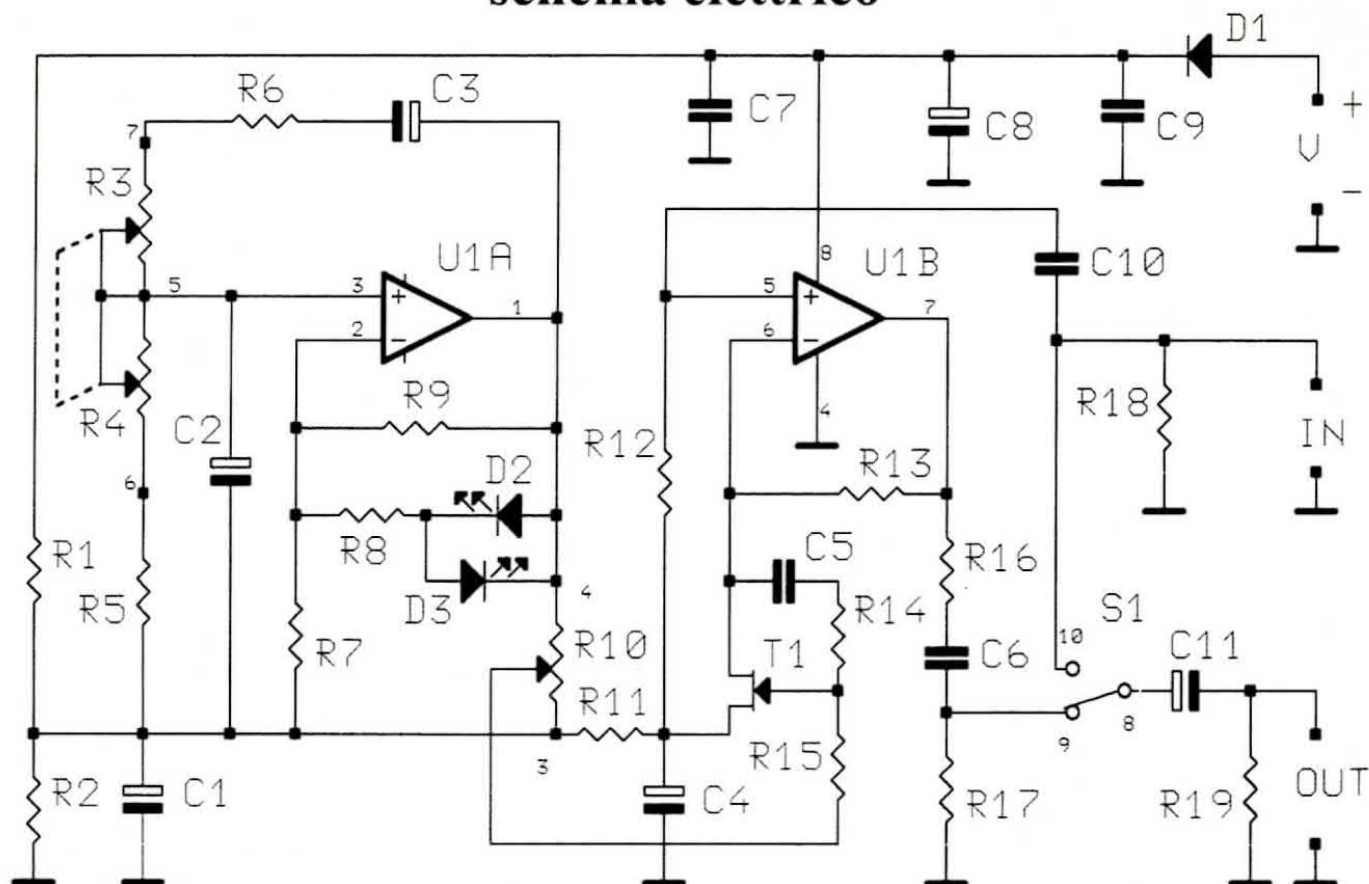 schema elettrico
D1
R6
C3
C7
C8
C9
+
V
-
7
R3
U1A
8
U1B
C10
5
3
+
1
5
+
7
2
-
6
-
R4
R9
4
R18
IN
C2
R12
D2
R13
6
R8
C5
R16
R1
R5
D3
4
R14
S1
R7
R10
T1
C6
10
C11
R11
9
8
3
R15
R2
C1
C4
R17
R19
OUT